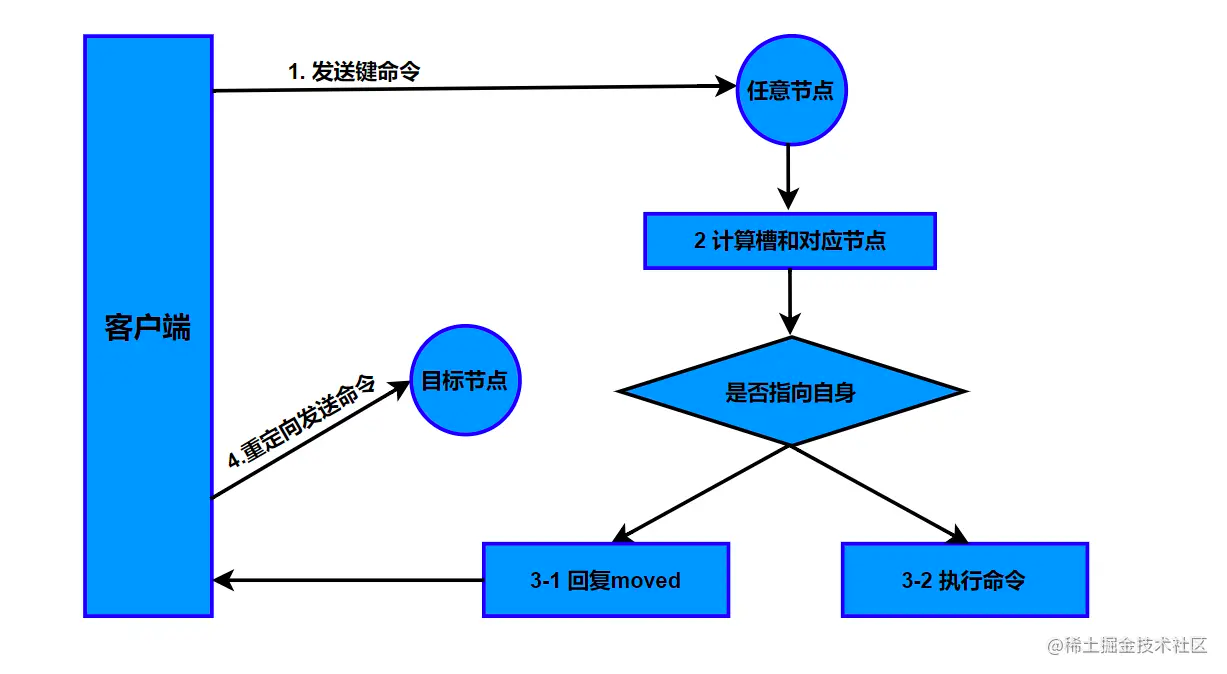 1. 发送键命令
任意节点
2 计算槽和对应节点
客户端
目标节点
是否指向自身
4.重定向发送命令
3-1 回复moved
3-2 执行命令
@稀土掘金技术社区